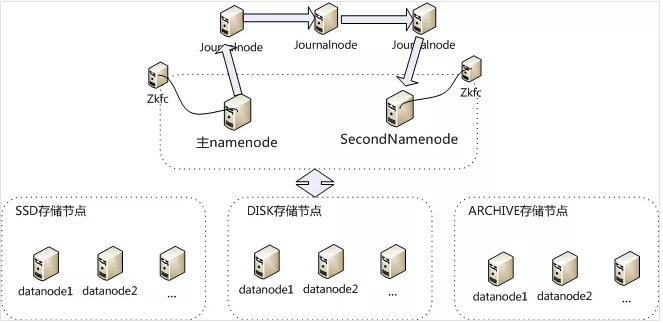 Journalnode
Journalnode
Journalnode
Zkfc
Zkfc
主namenode
SecondNamenode
SSD存储节点
DISK存储节点
ARCHIVE存储节点
datanode1
datanode2
...
datanode1
datanode2
...
datanode1
datanode2
...